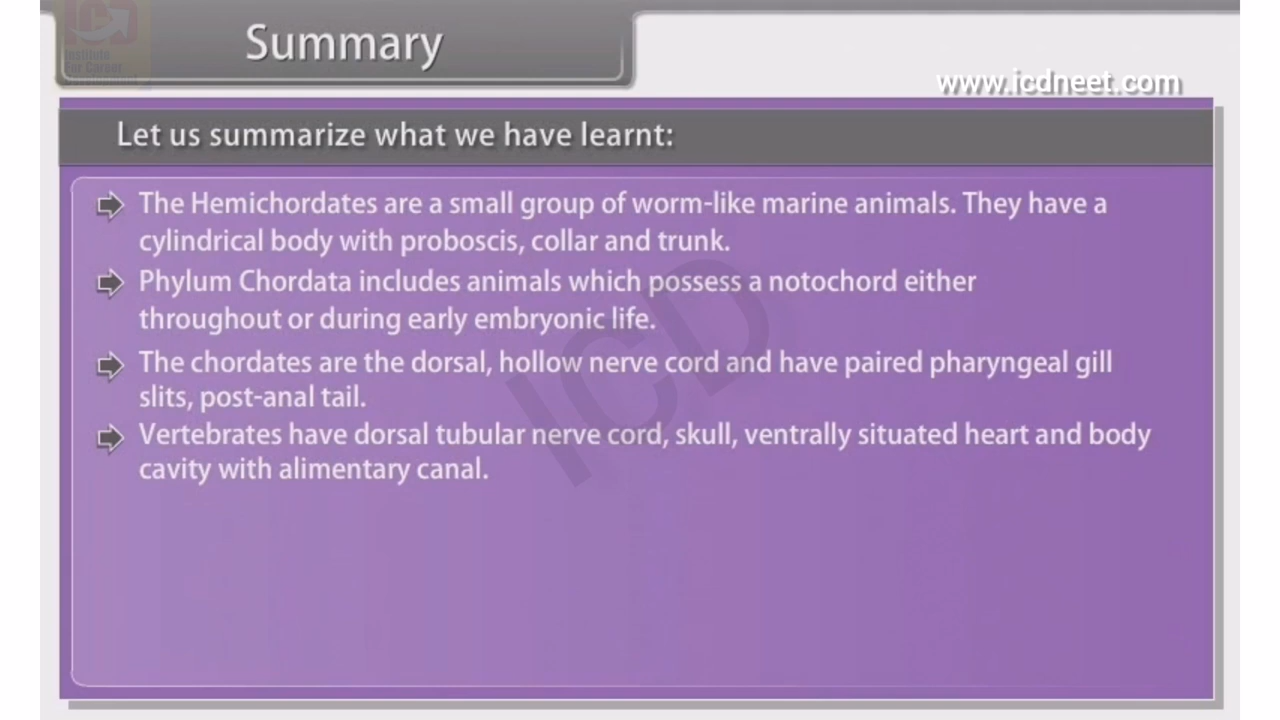 Institute
For Career
Summary
www.icdneet.com
Let us summarize what we have learnt:
The Hemichordates are a small group of worm-like marine animals. They have a
cylindrical body with proboscis, collar and trunk.
Phylum Chordata includes animals which possess a notochord either
throughout or during early embryonic life.
The chordates are the dorsal, hollow nerve cord and have paired pharyngeal gill
slits, post-anal tail.
Vertebrates have dorsal tubular nerve cord, skull, ventrally situated heart and body
cavity with alimentary canal.
ICD